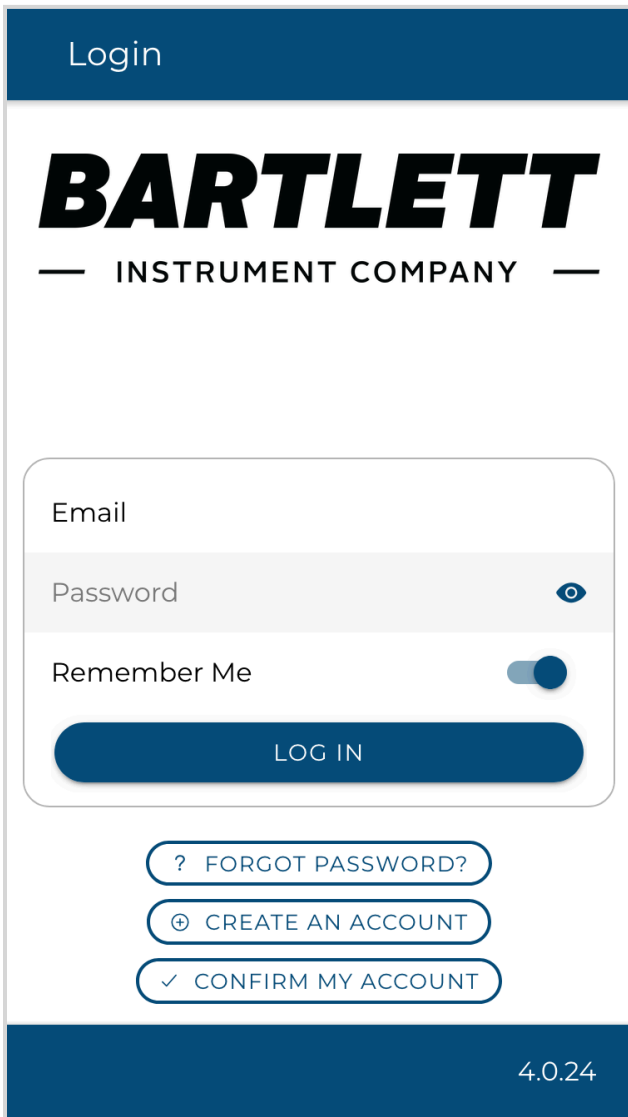 Login
BARTLETT
INSTRUMENT COMPANY
Email
Password
Remember Me
LOG IN
? FORGOT PASSWORD?
CREATE AN ACCOUNT
CONFIRM MY ACCOUNT
4.0.24